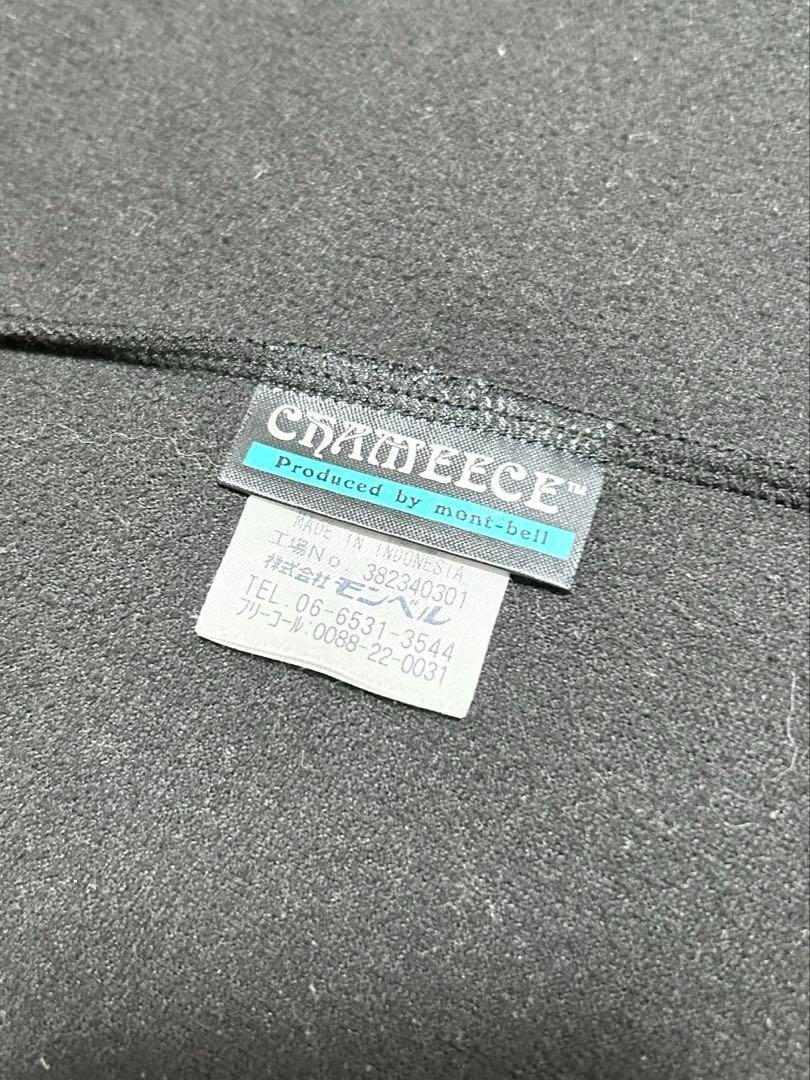 CHAMEECE™
Produced by mont-bell
MADE IN INDONESIA
工場No. 382340301
株式会社モンベル
TEL.06-6531-3544
フリーコール:0088-22-0031